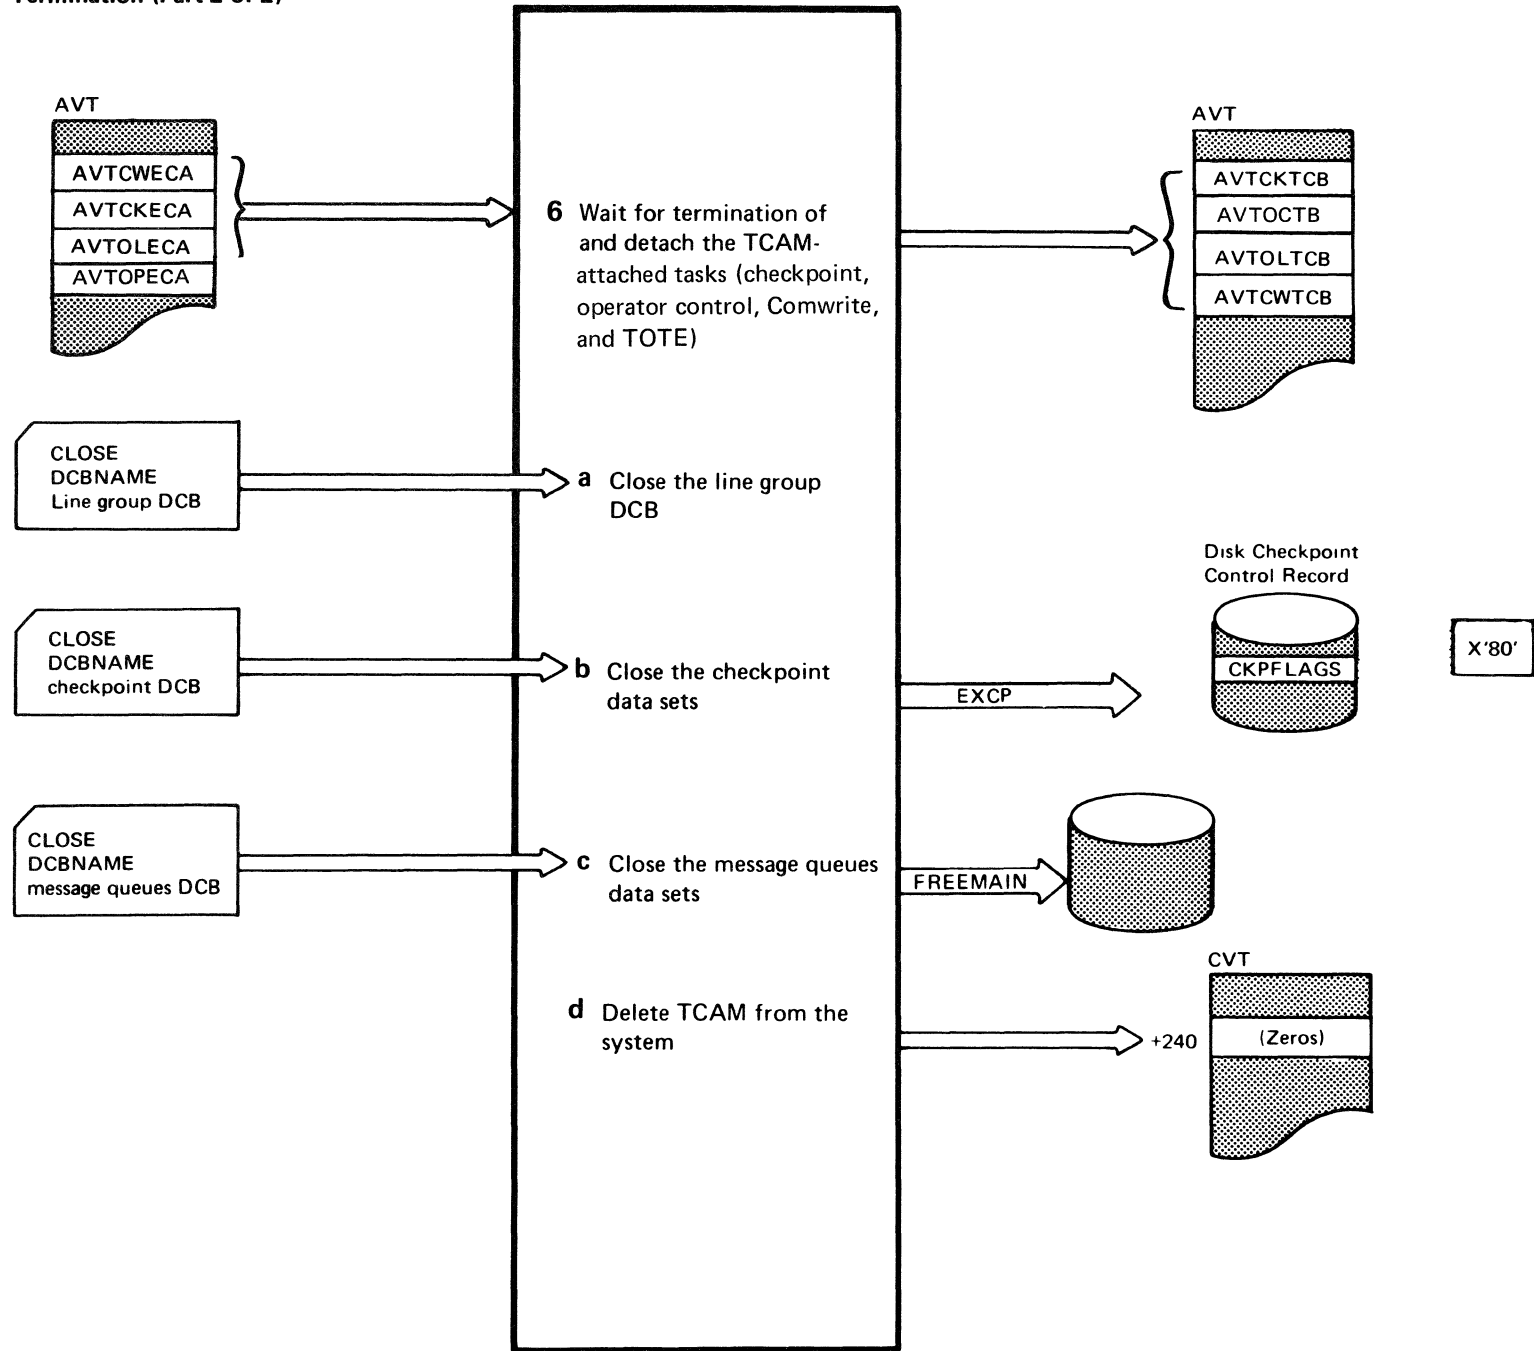 Termination (Part 2 of 2)
AVT
AVTCWECA
AVTCKECA
AVTOLECA
AVTOPECA
6 Wait for termination of
and detach the TCAM-
attached tasks (checkpoint,
operator control, Comwrite,
and TOTE)
AVT
AVTCKTCB
AVTOCTB
AVTOLTCB
AVTCWTCB
CLOSE
DCBNAME
Line group DCB
a Close the line group
DCB
CLOSE
DCBNAME
checkpoint DCB
b Close the checkpoint
data sets
EXCP
Disk Checkpoint
Control Record
CKPFLAGS
X'80'
CLOSE
DCBNAME
message queues DCB
c Close the message queues
data sets
FREEMAIN
d Delete TCAM from the
system
CVT
+240
(Zeros)